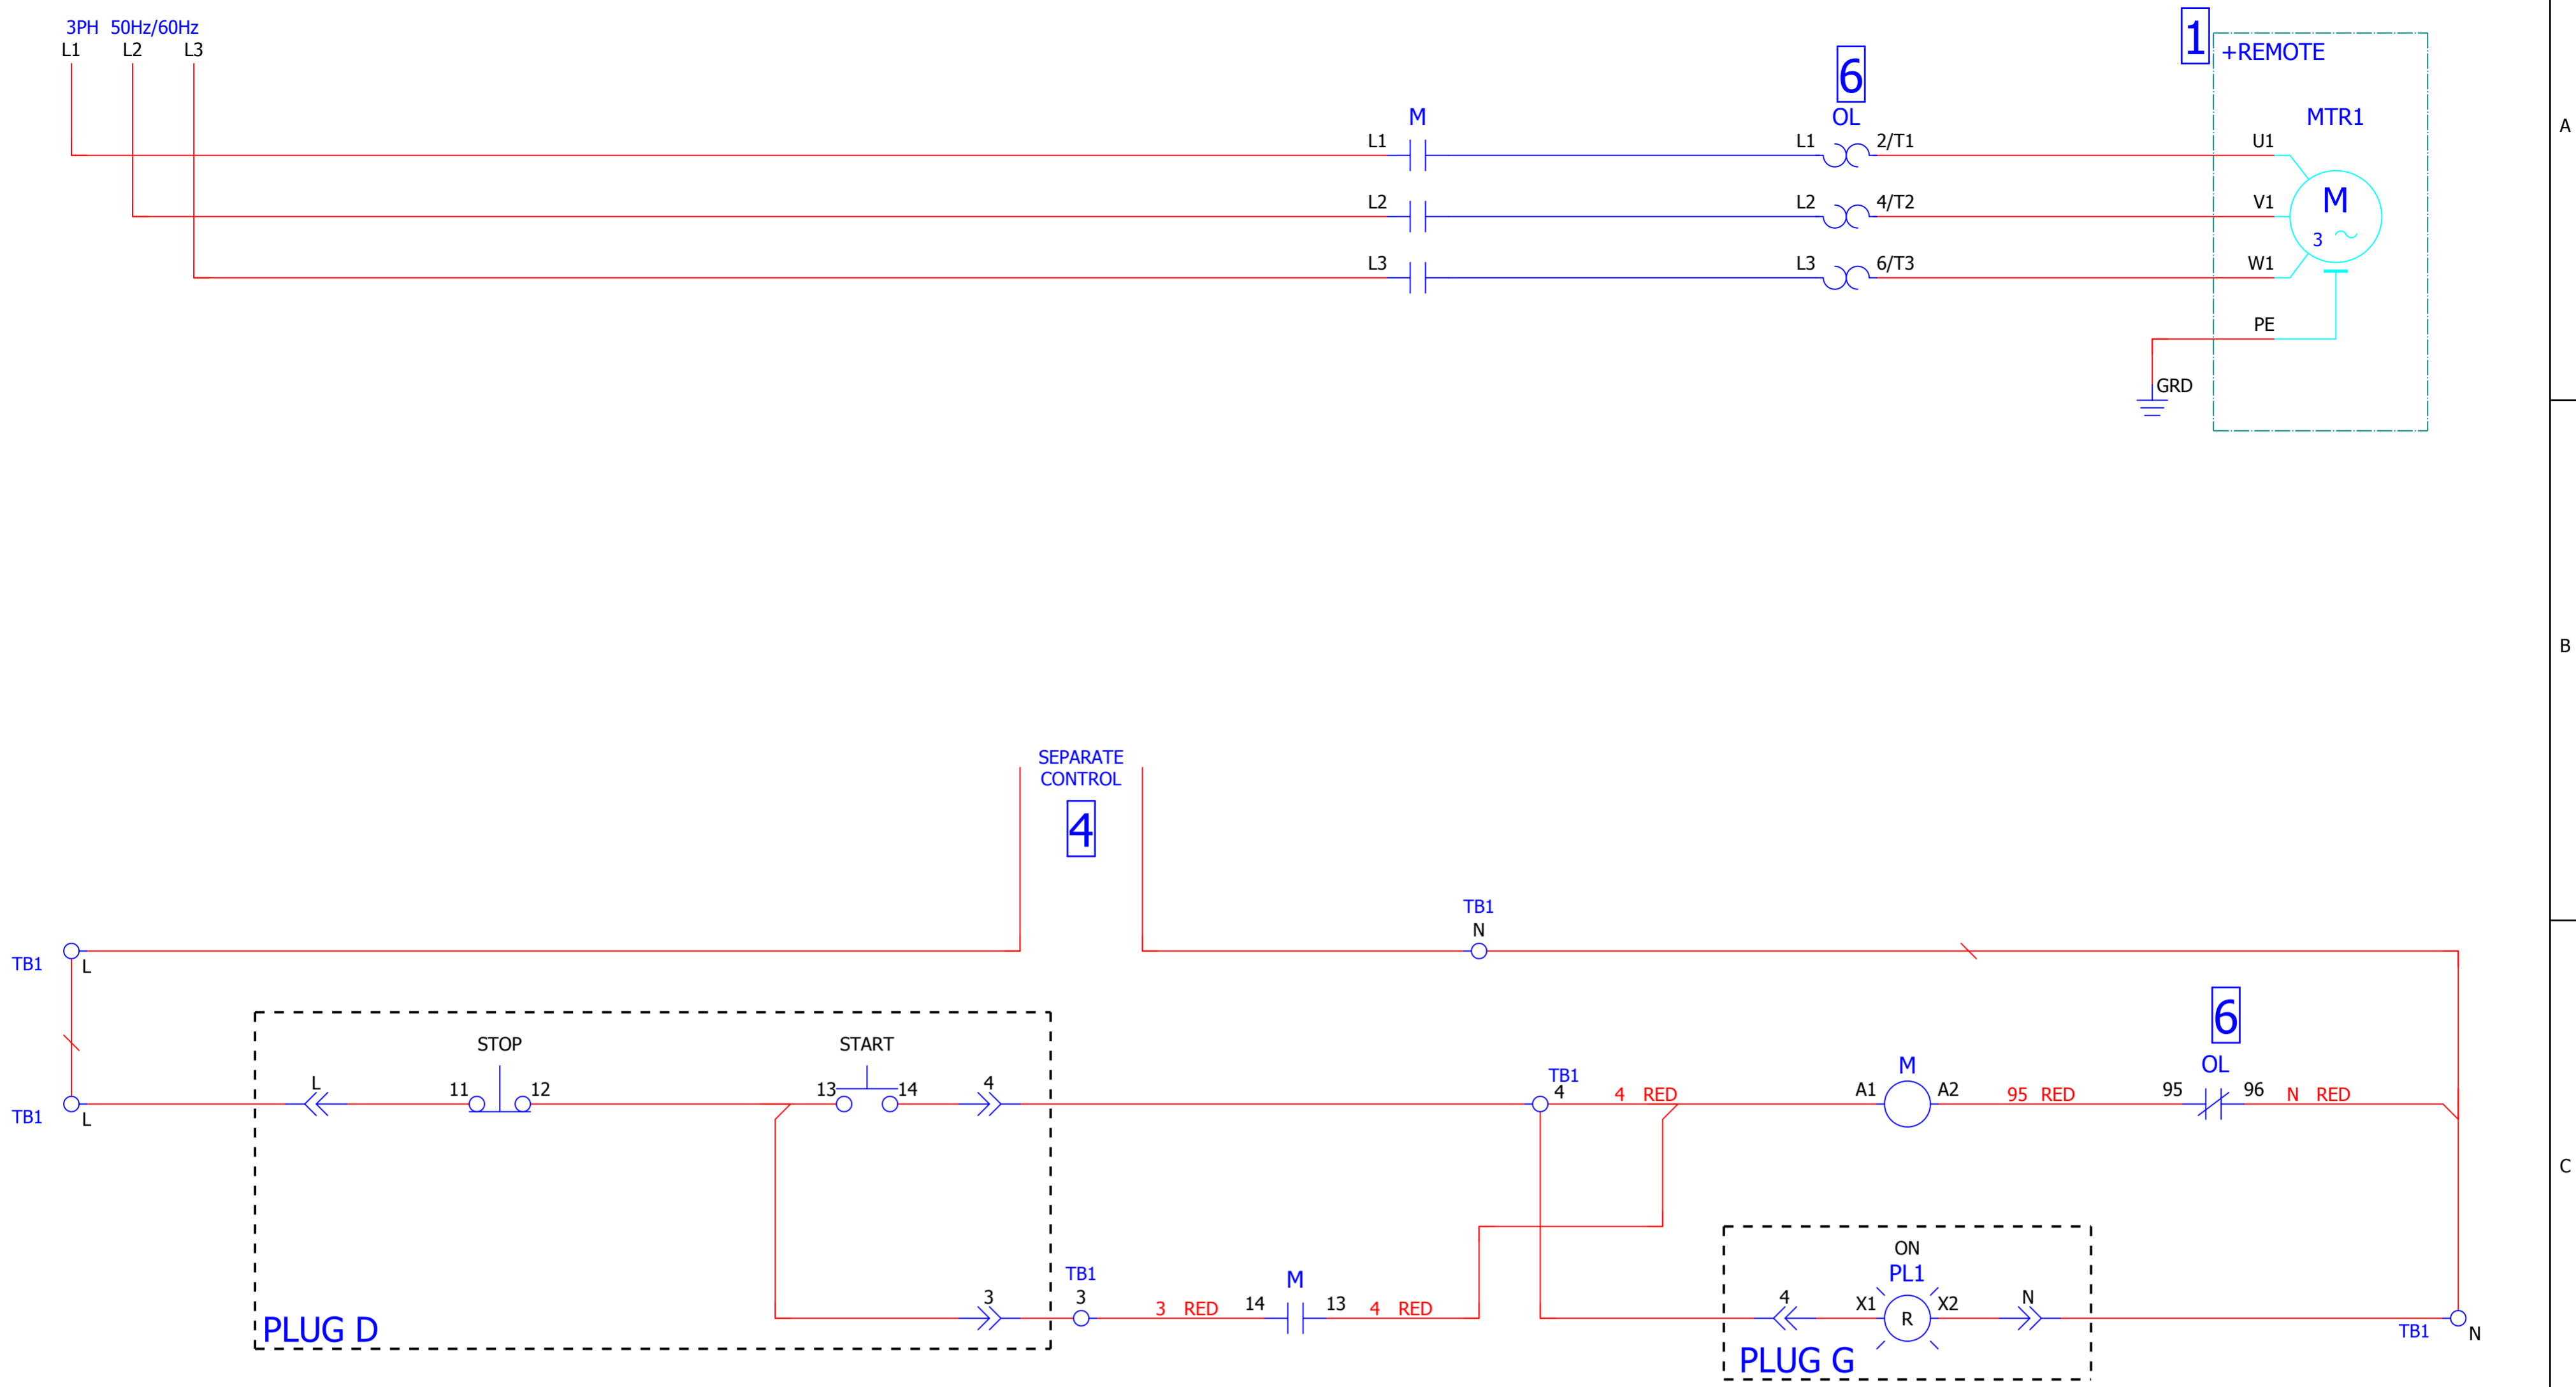 3PH 50Hz/60Hz
L1 L2 L3
1
+REMOTE
6
M
OL
MTR1
L1 L1 2/T1 U1
A
L2 L2 4/T2 V1
M
3
L3 L3 6/T3 W1
PE
GRD
B
SEPARATE
CONTROL
4
TB1
N
TB1 L
6
STOP START
OL
M
TB1
L 11 12 13 14 4
4 4 RED A1 A2 95 RED 95 96 N RED
TB1 L
C
ON
PL1
TB1
M
3 3 3 RED 14 13 4 RED
4 X1 R X2 N
PLUG D
TB1 N
PLUG G